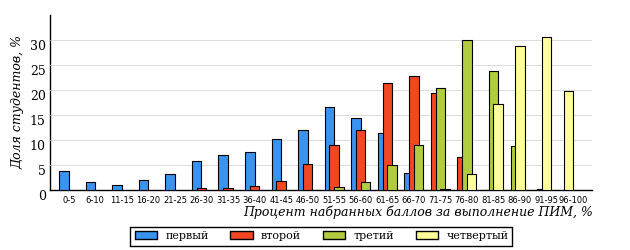 Доля студентов, %
30
25
20
15
10
5
0
0-5 6-10 11-15 16-20 21-25 26-30 31-35 36-40 41-45 46-50 51-55 56-60 61-65 66-70 71-75 76-80 81-85 86-90 91-95 96-100
Процент набранных баллов за выполнение ПИМ, %
первый второй третий четвертый